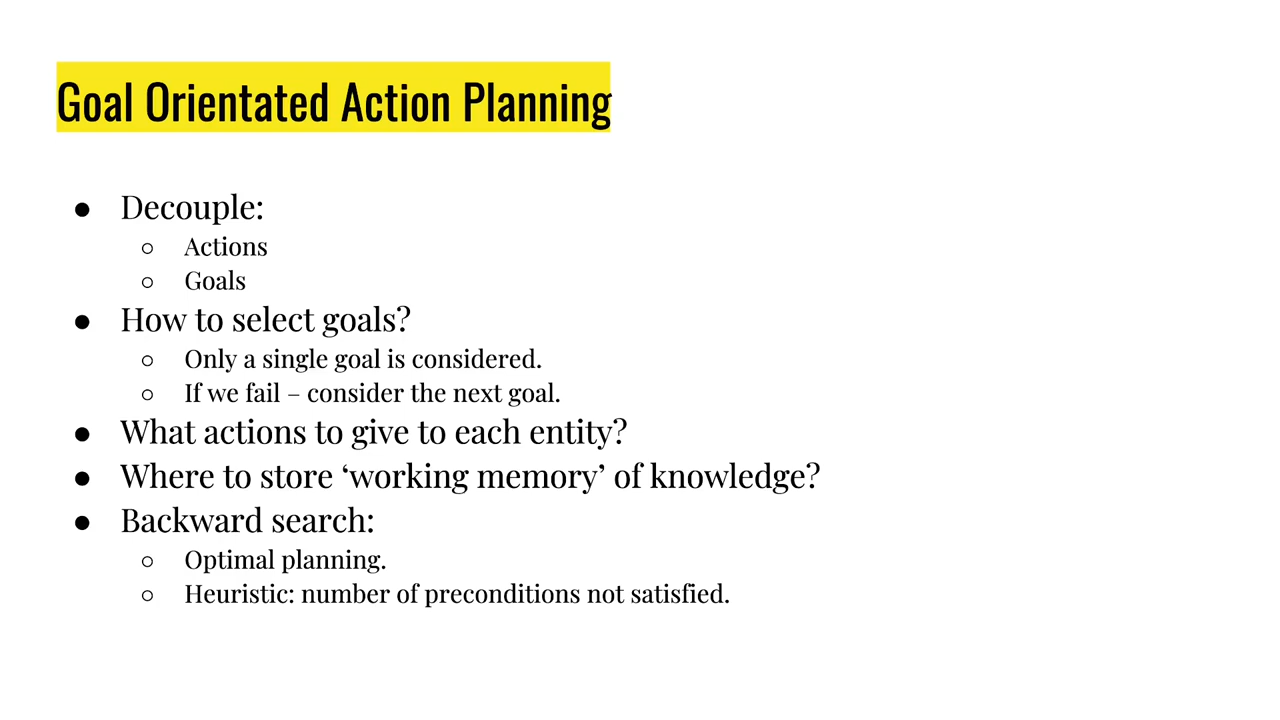 Goal Orientated Action Planning
● Decouple:
○ Actions
○ Goals
● How to select goals?
○ Only a single goal is considered.
○ If we fail – consider the next goal.
● What actions to give to each entity?
● Where to store ‘working memory’ of knowledge?
● Backward search:
○ Optimal planning.
○ Heuristic: number of preconditions not satisfied.